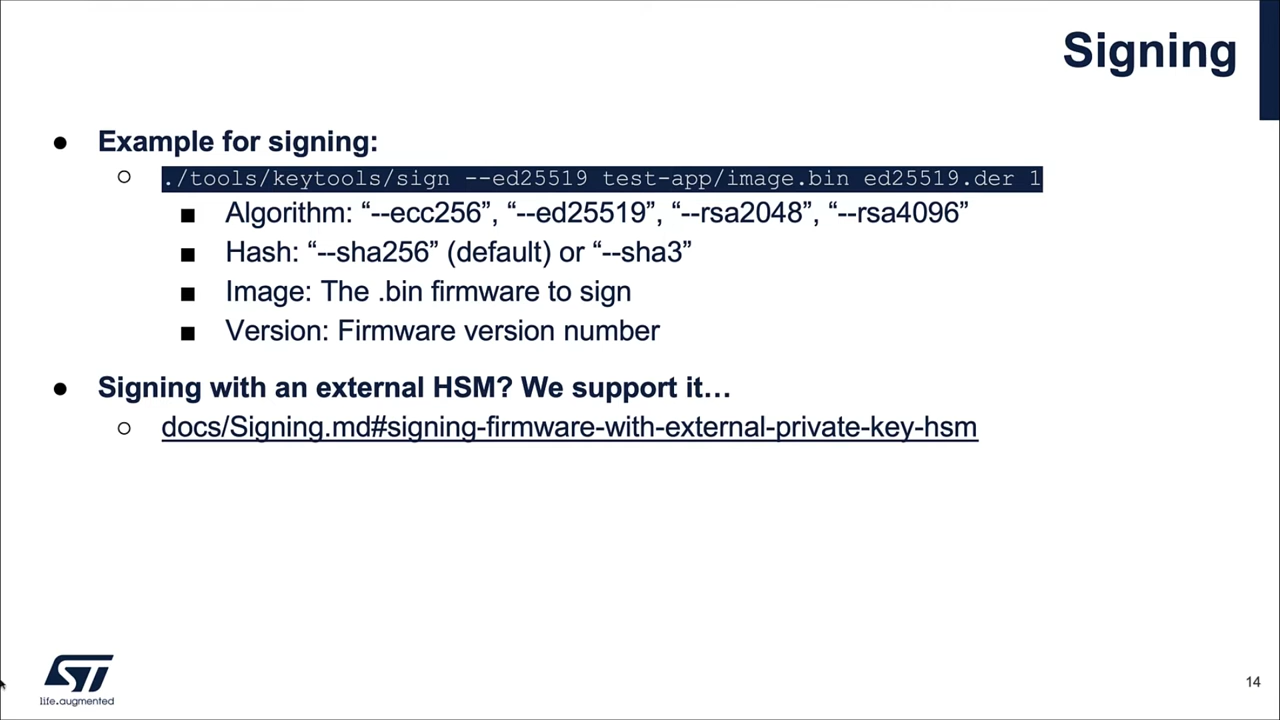 Signing
● Example for signing:
○ ./tools/keytools/sign --ed25519 test-app/image.bin ed25519.der 1
■ Algorithm: “--ecc256”, “--ed25519”, “--rsa2048”, “--rsa4096”
■ Hash: “--sha256” (default) or “--sha3”
■ Image: The .bin firmware to sign
■ Version: Firmware version number
● Signing with an external HSM? We support it…
○ docs/Signing.md#signing-firmware-with-external-private-key-hsm
ST
life.augmented
14